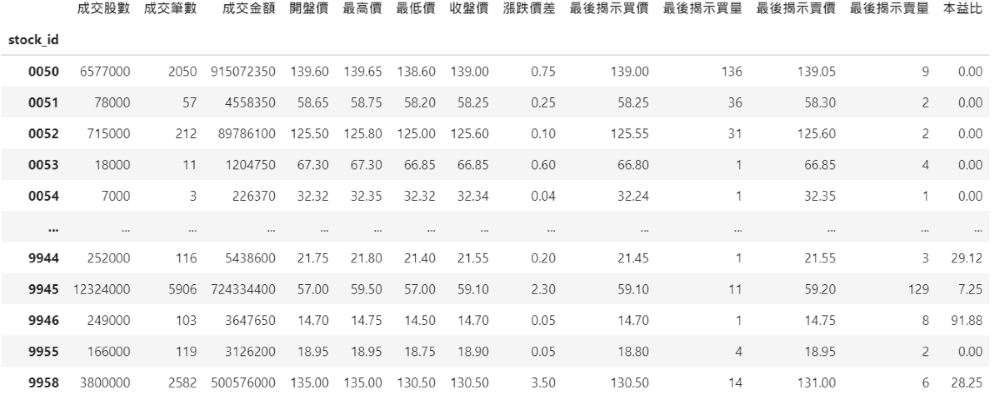 成交股數 成交筆數 成交金額 開盤價 最高價 最低價 收盤價 漲跌價差 最後揭示買價 最後揭示買量 最後揭示賣價 最後揭示賣量 本益比
stock_id
0050 6577000 2050 915072350 139.60 139.65 138.60 139.00 0.75 139.00 136 139.05 9 0.00
0051 78000 57 4558350 58.65 58.75 58.20 58.25 0.25 58.25 36 58.30 2 0.00
0052 715000 212 89786100 125.50 125.80 125.00 125.60 0.10 125.55 31 125.60 2 0.00
0053 18000 11 1204750 67.30 67.30 66.85 66.85 0.60 66.80 1 66.85 4 0.00
0054 7000 3 226370 32.32 32.35 32.32 32.34 0.04 32.24 1 32.35 1 0.00
... ... ... ... ... ... ... ... ... ... ... ... ... ...
9944 252000 116 5438600 21.75 21.80 21.40 21.55 0.20 21.45 1 21.55 3 29.12
9945 12324000 5906 724334400 57.00 59.50 57.00 59.10 2.30 59.10 11 59.20 129 7.25
9946 249000 103 3647650 14.70 14.75 14.50 14.70 0.05 14.70 1 14.75 8 91.88
9955 166000 119 3126200 18.95 18.95 18.75 18.90 0.05 18.80 4 18.95 2 0.00
9958 3800000 2582 500576000 135.00 135.00 130.50 130.50 3.50 130.50 14 131.00 6 28.25